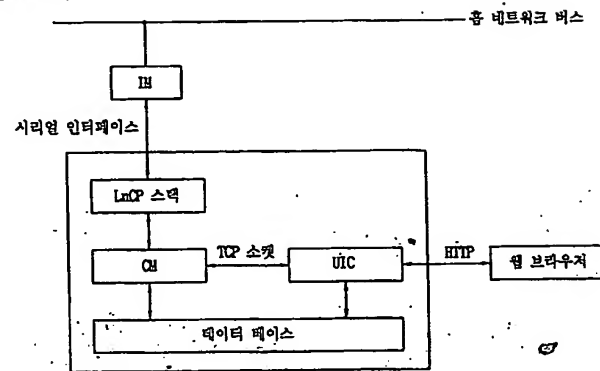 홈 네트워크 버스
IM
시리얼 인터페이스
LnCP 스택
CM
TCP 소켓
UIC
HTTP
웹 브라우저
데이터 베이스